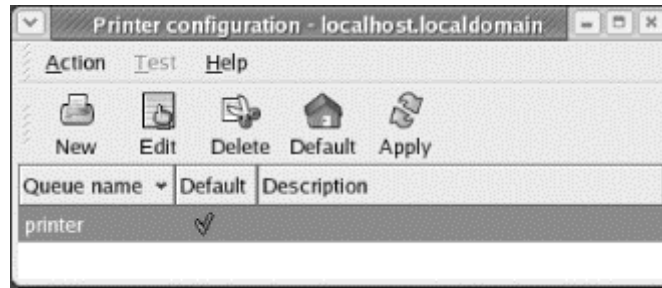 Printer configuration - localhost.localdomain
Action Test Help
New Edit Delete Default Apply
Queue name Default Description
printer